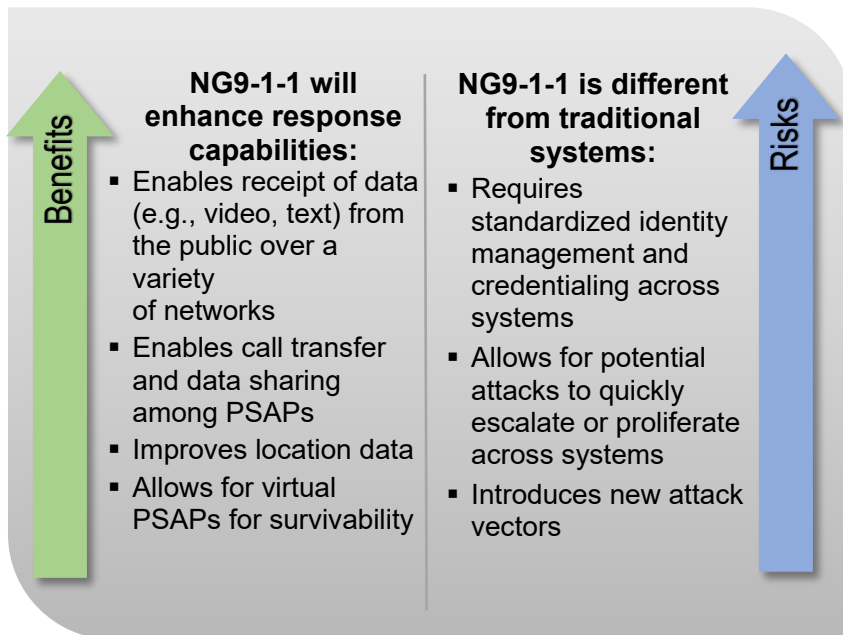 Benefits
NG9-1-1 will
enhance response
capabilities:
▪ Enables receipt of data
(e.g., video, text) from
the public over a
variety
of networks
▪ Enables call transfer
and data sharing
among PSAPs
▪ Improves location data
▪ Allows for virtual
PSAPs for survivability
NG9-1-1 is different
from traditional
systems:
▪ Requires
standardized identity
management and
credentialing across
systems
▪ Allows for potential
attacks to quickly
escalate or proliferate
across systems
▪ Introduces new attack
vectors
Risks